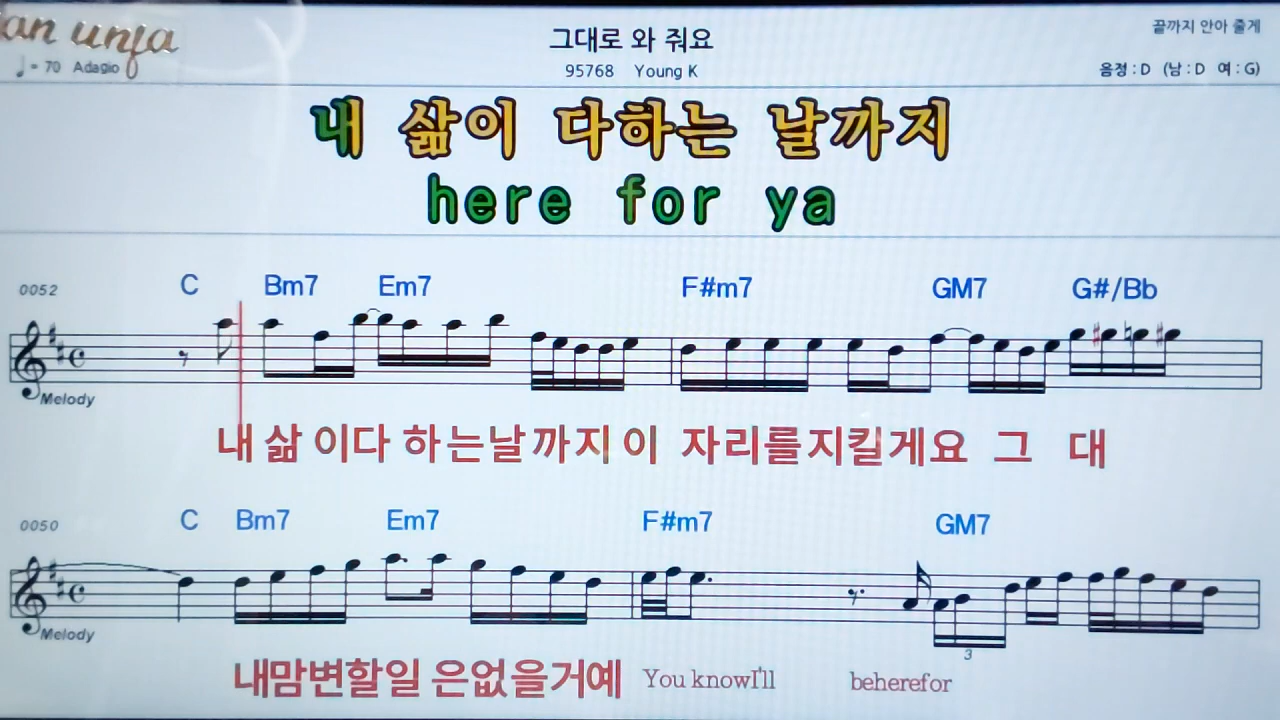 an unja
그대로 와 줘요
끝까지 안아 줄게
♩= 70 Adagio
95768 Young K
음정 : D (남 : D 여 : G)
내 삶이 다하는 날까지
here for ya
0052 C Bm7 Em7 F#m7 GM7 G#/Bb
Melody
내 삶 이다 하는날까지 이 자리를지킬게요 그 대
0050 C Bm7 Em7 F#m7 GM7
3
Melody
내맘변할일 은없을거예 You knowI'll beherefor